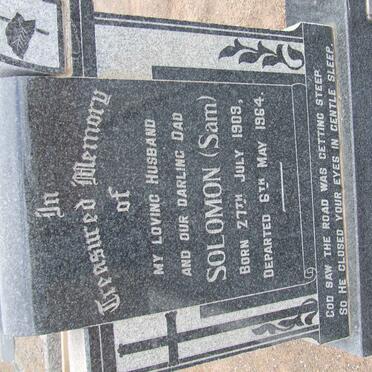 In
Treasured Memory
of
MY LOVING HUSBAND
AND OUR DARLING DAD
SOLOMON (Sam)
BORN 27TH JULY 1909,
DEPARTED 6TH MAY 1964.
GOD SAW THE ROAD WAS GETTING STEEP
SO HE CLOSED YOUR EYES IN GENTLE SLEEP.